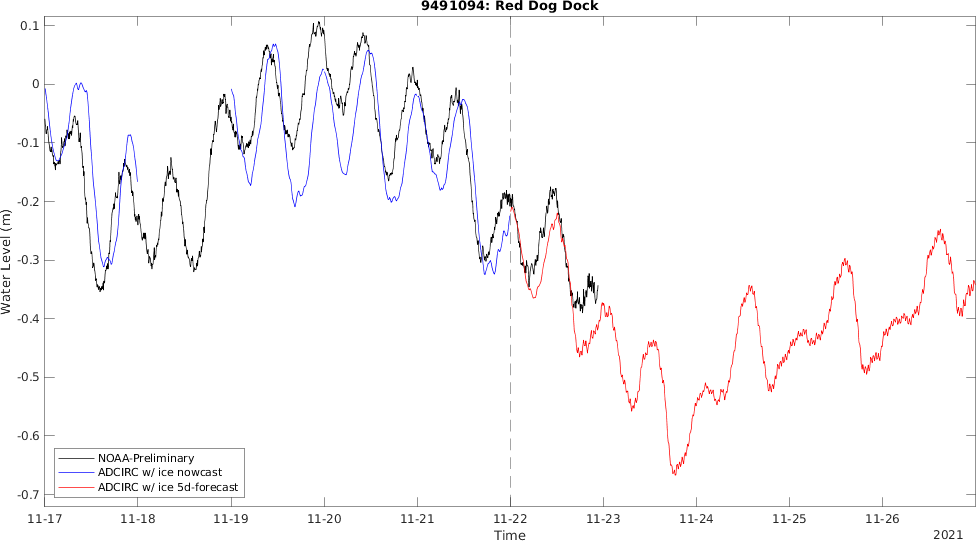 9491094: Red Dog Dock
0.1
0
-0.1
-0.2
-0.3
-0.4
-0.5
-0.6
-0.7
Water Level (m)
NOAA-Preliminary
ADCIRC w/ ice nowcast
ADCIRC w/ ice 5d-forecast
11-17 11-18 11-19 11-20 11-21 11-22 11-23 11-24 11-25 11-26
Time
2021